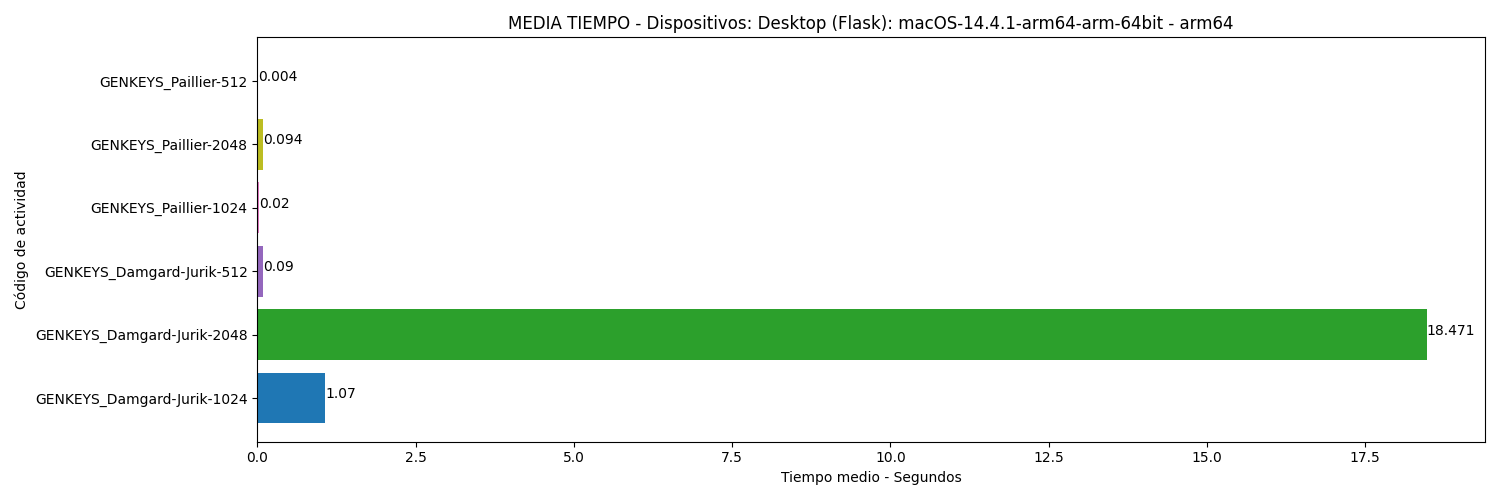 MEDIA TIEMPO - Dispositivos: Desktop (Flask): macOS-14.4.1-arm64-arm-64bit - arm64
Código de actividad
GENKEYS_Paillier-512 0.004
GENKEYS_Paillier-2048 0.094
GENKEYS_Paillier-1024 0.02
GENKEYS_Damgard-Jurik-512 0.09
GENKEYS_Damgard-Jurik-2048 18.471
GENKEYS_Damgard-Jurik-1024 1.07
0.0 2.5 5.0 7.5 10.0 12.5 15.0 17.5
Tiempo medio - Segundos